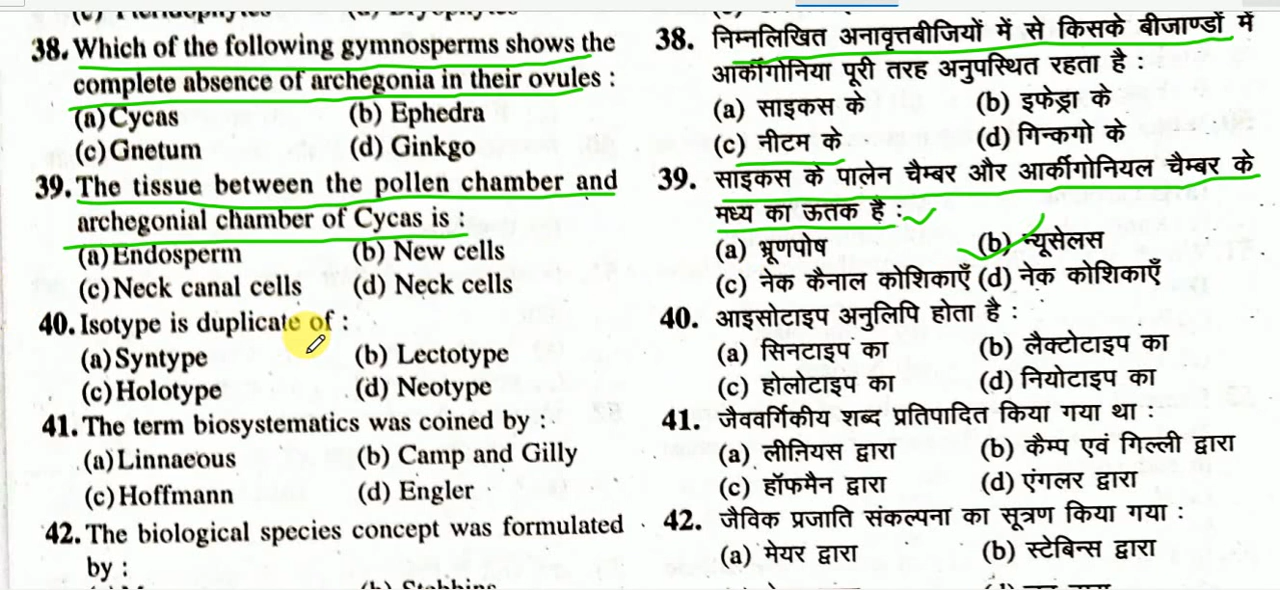 38. Which of the following gymnosperms shows the
complete absence of archegonia in their ovules :
(a) Cycas (b) Ephedra
(c) Gnetum (d) Ginkgo
39. The tissue between the pollen chamber and
archegonial chamber of Cycas is :
(a) Endosperm (b) New cells
(c) Neck canal cells (d) Neck cells
40. Isotype is duplicate of :
(a) Syntype (b) Lectotype
(c) Holotype (d) Neotype
41. The term biosystematics was coined by :
(a) Linnaeous (b) Camp and Gilly
(c) Hoffmann (d) Engler
42. The biological species concept was formulated
by :
38. निम्नलिखित अनावृत्तबीजियों में से किसके बीजाण्डों में
आर्कीगोनिया पूरी तरह अनुपस्थित रहता है :
(a) साइकस के (b) इफेड्रा के
(c) नीटम के (d) गिन्कगो के
39. साइकस के पालेन चैम्बर और आर्कीगोनियल चैम्बर के
मध्य का ऊतक है :
(a) भ्रूणपोष (b) न्यूसेलस
(c) नेक कैनाल कोशिकाएँ (d) नेक कोशिकाएँ
40. आइसोटाइप अनुलिपि होता है :
(a) सिनटाइप का (b) लैक्टोटाइप का
(c) होलोटाइप का (d) नियोटाइप का
41. जैववर्गिकीय शब्द प्रतिपादित किया गया था :
(a) लीनियस द्वारा (b) कैम्प एवं गिल्ली द्वारा
(c) हॉफमैन द्वारा (d) एंगलर द्वारा
42. जैविक प्रजाति संकल्पना का सूत्रण किया गया :
(a) मेयर द्वारा (b) स्टेबिन्स द्वारा